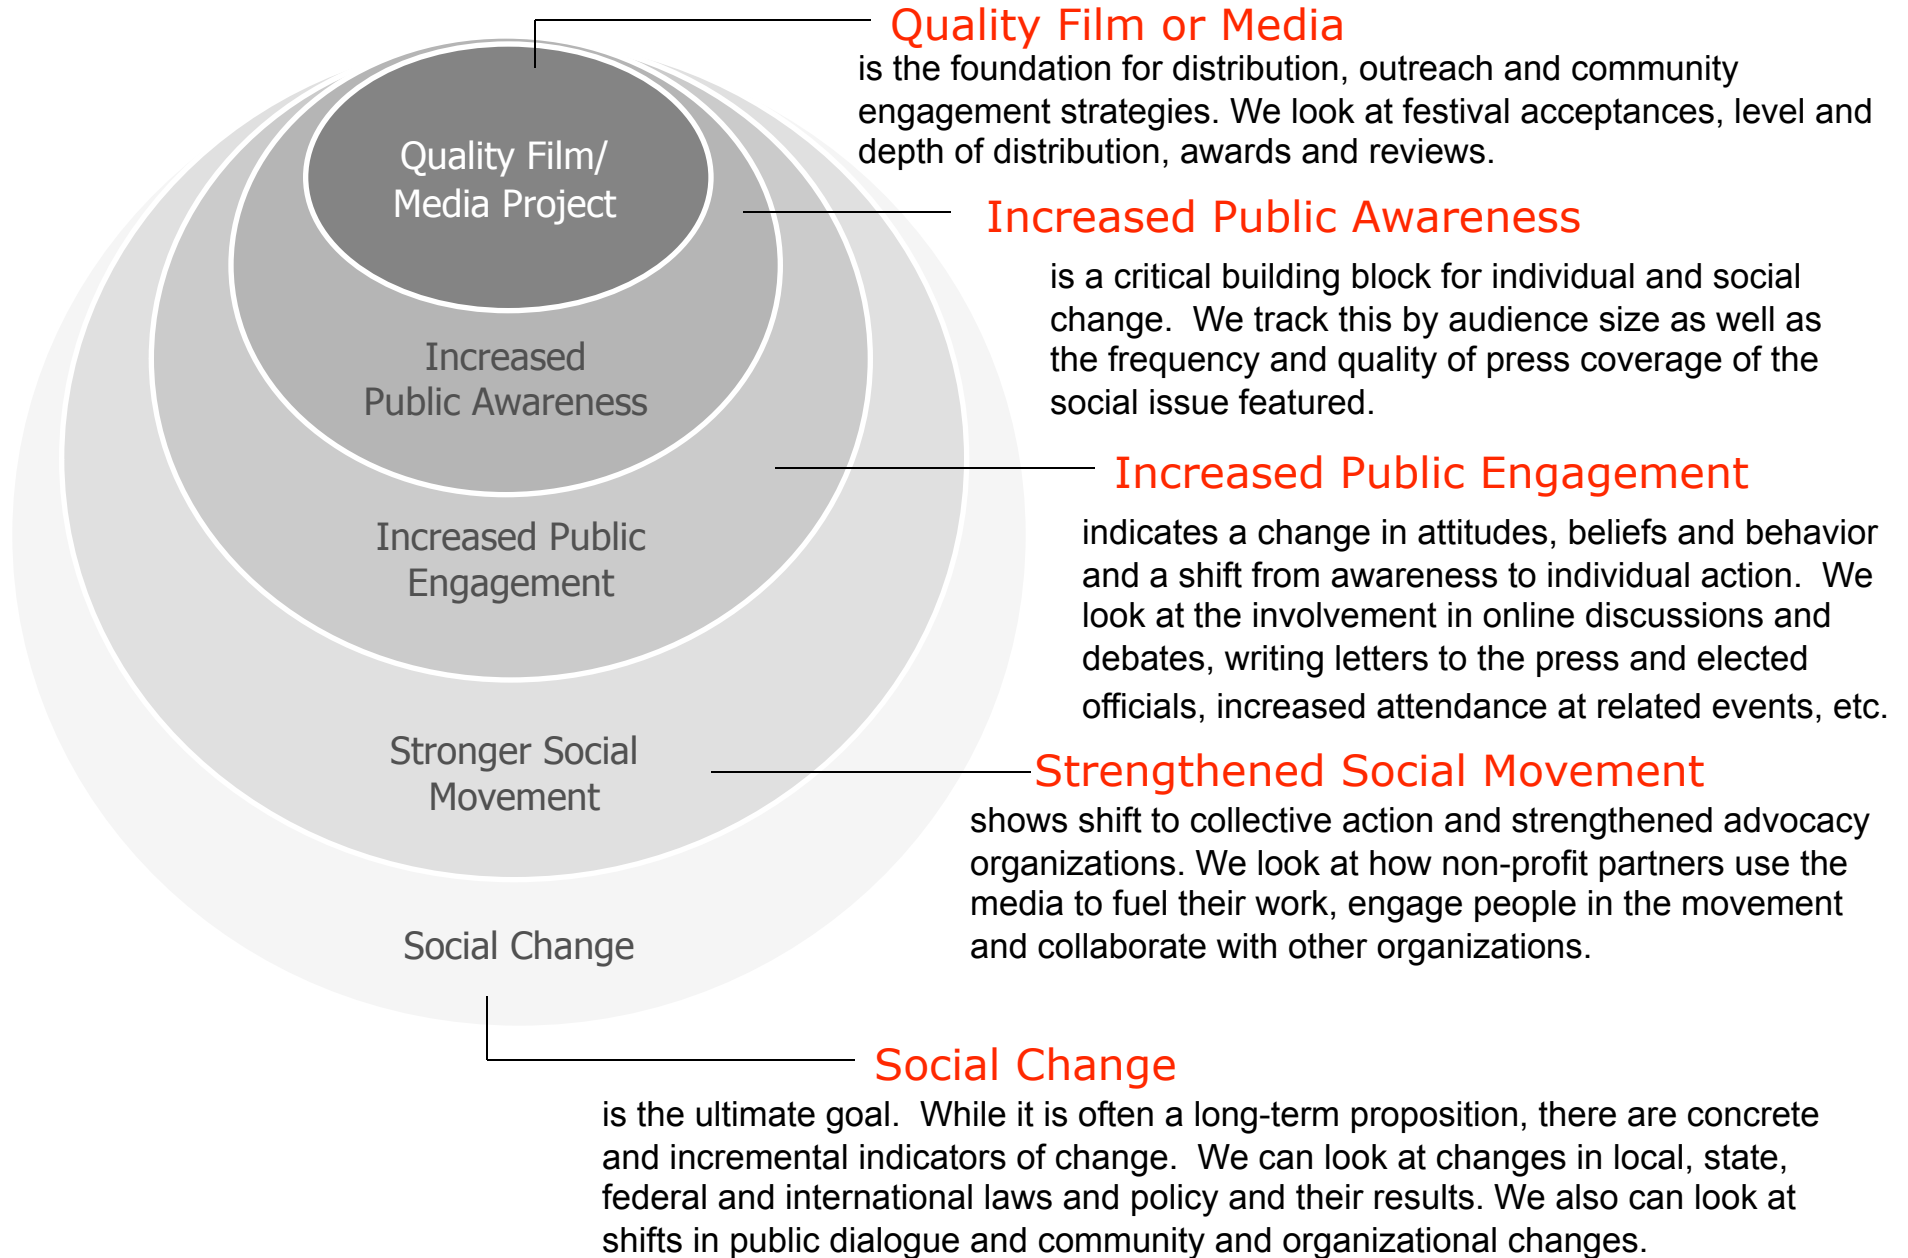 Quality Film/
Media Project
Increased
Public Awareness
Increased Public
Engagement
Stronger Social
Movement
Social Change
Quality Film or Media
is the foundation for distribution, outreach and community
engagement strategies. We look at festival acceptances, level and
depth of distribution, awards and reviews.
Increased Public Awareness
is a critical building block for individual and social
change.  We track this by audience size as well as
the frequency and quality of press coverage of the
social issue featured.
Increased Public Engagement
indicates a change in attitudes, beliefs and behavior
and a shift from awareness to individual action.  We
look at the involvement in online discussions and
debates, writing letters to the press and elected
officials, increased attendance at related events, etc.
Strengthened Social Movement
shows shift to collective action and strengthened advocacy
organizations. We look at how non-profit partners use the
media to fuel their work, engage people in the movement
and collaborate with other organizations.
Social Change
is the ultimate goal.  While it is often a long-term proposition, there are concrete
and incremental indicators of change.  We can look at changes in local, state,
federal and international laws and policy and their results. We also can look at
shifts in public dialogue and community and organizational changes.